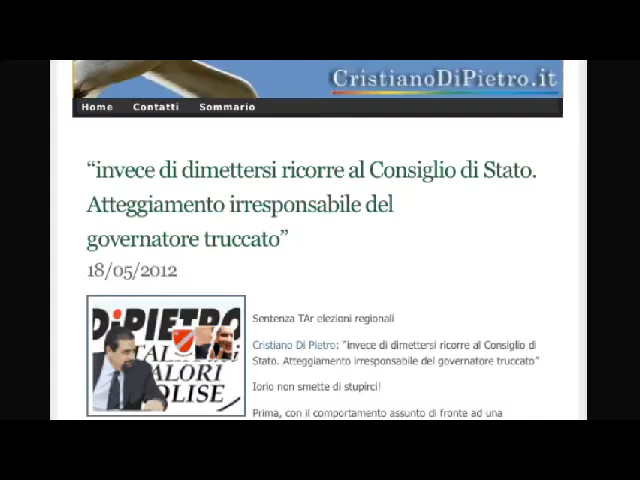 CristianoDiPietro.it
Home Contatti Sommario
“invece di dimettersi ricorre al Consiglio di Stato.
Atteggiamento irresponsabile del
governatore truccato”
18/05/2012
DiPIETRO
VALORI
Sentenza TAr elezioni regionali
Cristiano Di Pietro: “invece di dimettersi ricorre al Consiglio di
Stato. Atteggiamento irresponsabile del governatore truccato”
Iorio non smette di stupirci!
Prima, con il comportamento assunto di fronte ad una